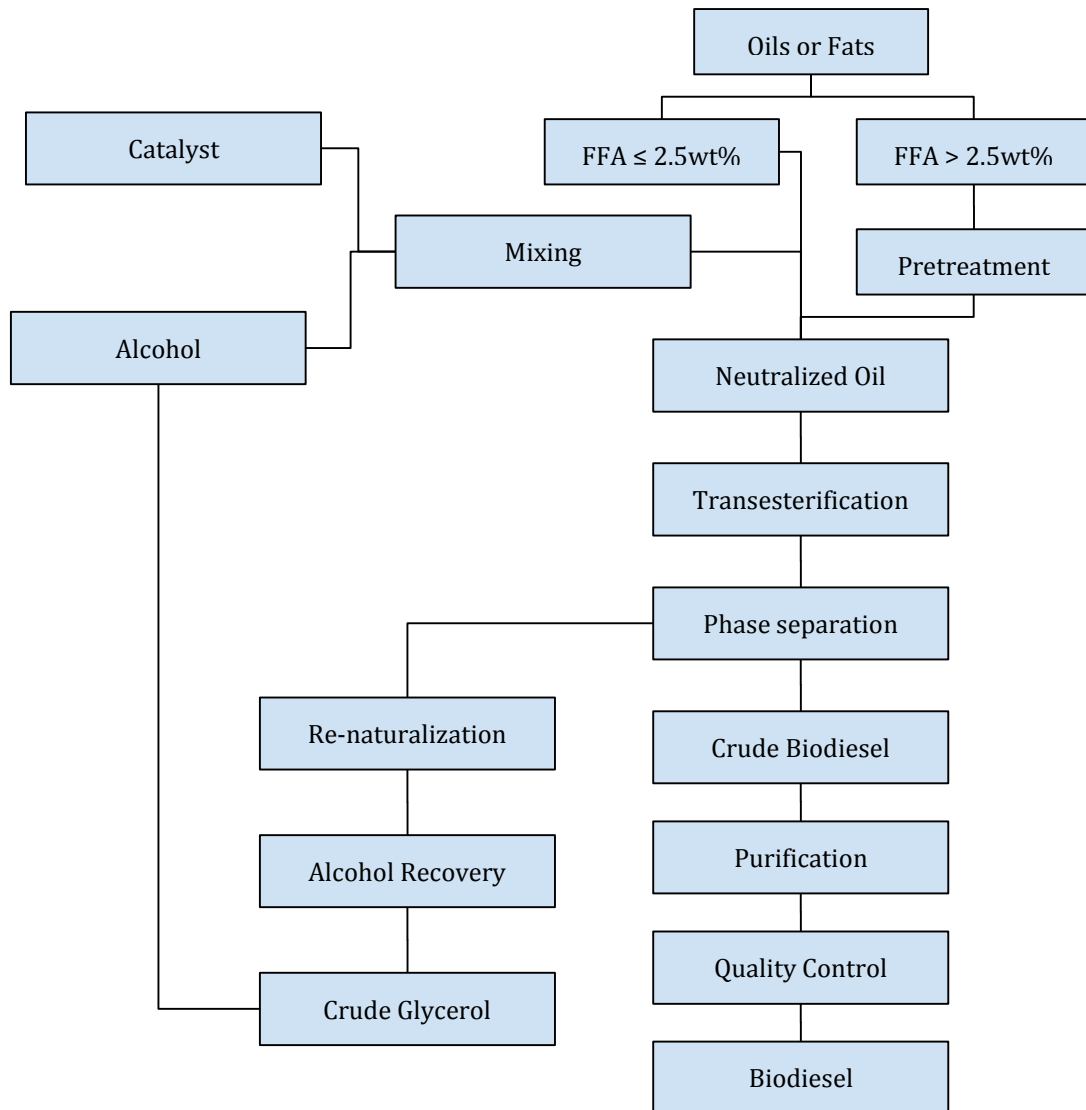 Oils or Fats
Catalyst
FFA ≤ 2.5wt%
FFA > 2.5wt%
Mixing
Pretreatment
Alcohol
Neutralized Oil
Transesterification
Phase separation
Re-naturalization
Crude Biodiesel
Alcohol Recovery
Purification
Crude Glycerol
Quality Control
Biodiesel